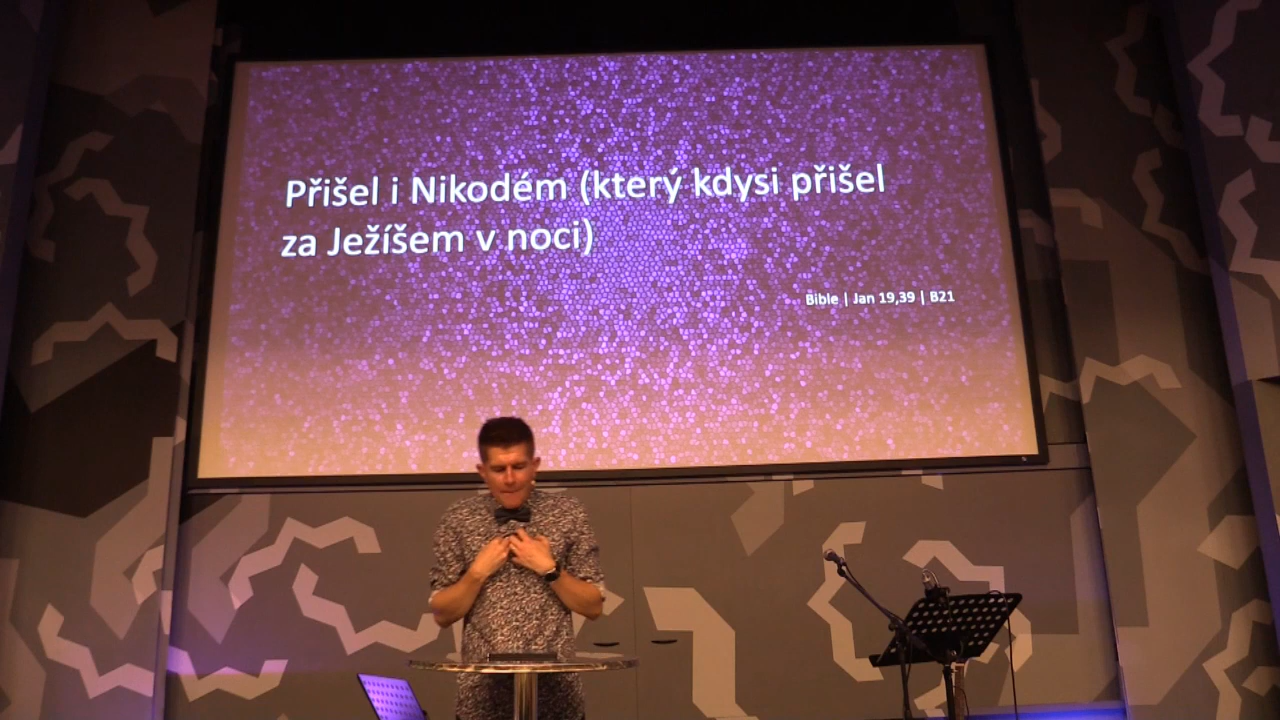 Přišel i Nikodém (který kdysi přišel
za Ježíšem v noci)
Bible | Jan 19,39 | B21